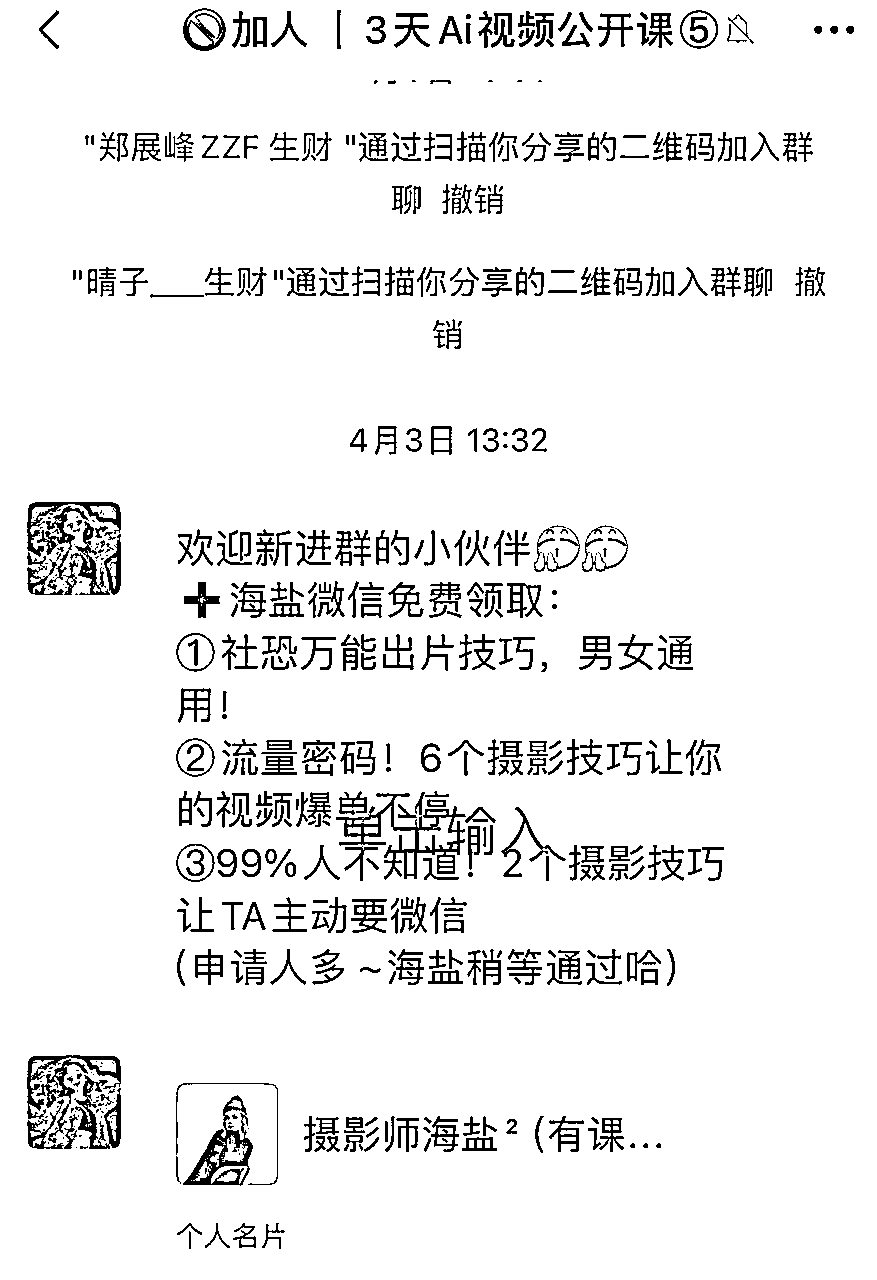 加人 | 3天Ai视频公开课⑤
"郑展峰ZZF 生财 "通过扫描你分享的二维码加入群
聊 撤销
"晴子___生财"通过扫描你分享的二维码加入群聊 撤
销
4月3日 13:32
欢迎新进群的小伙伴
➕海盐微信免费领取：
①社恐万能出片技巧，男女通
用！
②流量密码！6个摄影技巧让你
的视频爆单不停
单击输入
③99%人不知道！2个摄影技巧
让TA主动要微信
(申请人多~海盐稍等通过哈)
摄影师海盐² (有课...
个人名片